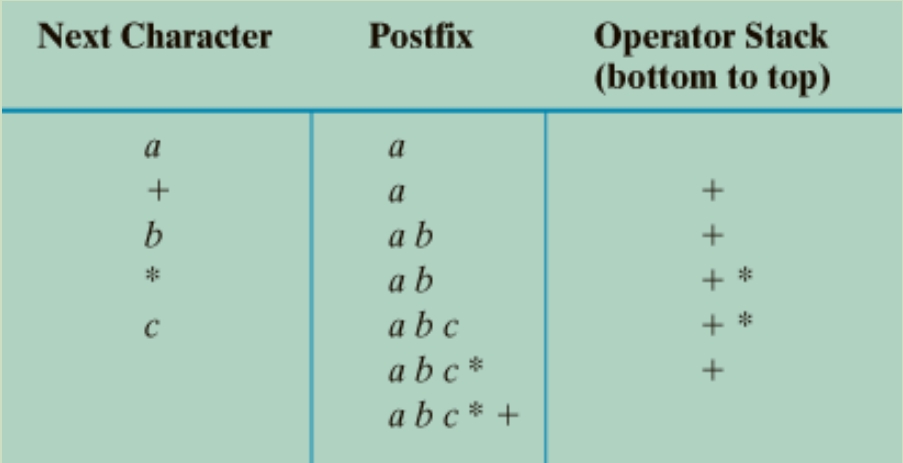 Next Character Postfix Operator Stack
(bottom to top)
a a
+ a +
b a b +
* a b + *
c a b c + *
a b c * +
a b c * +